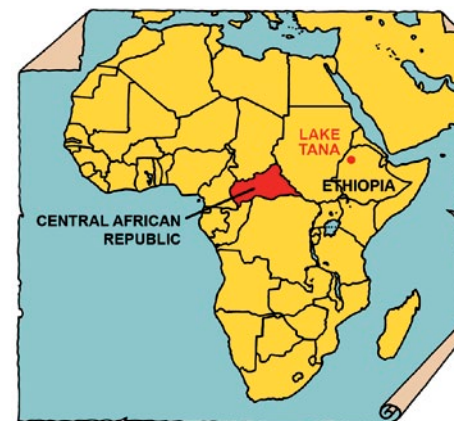 LAKE
TANA
ETHIOPIA
CENTRAL AFRICAN
REPUBLIC